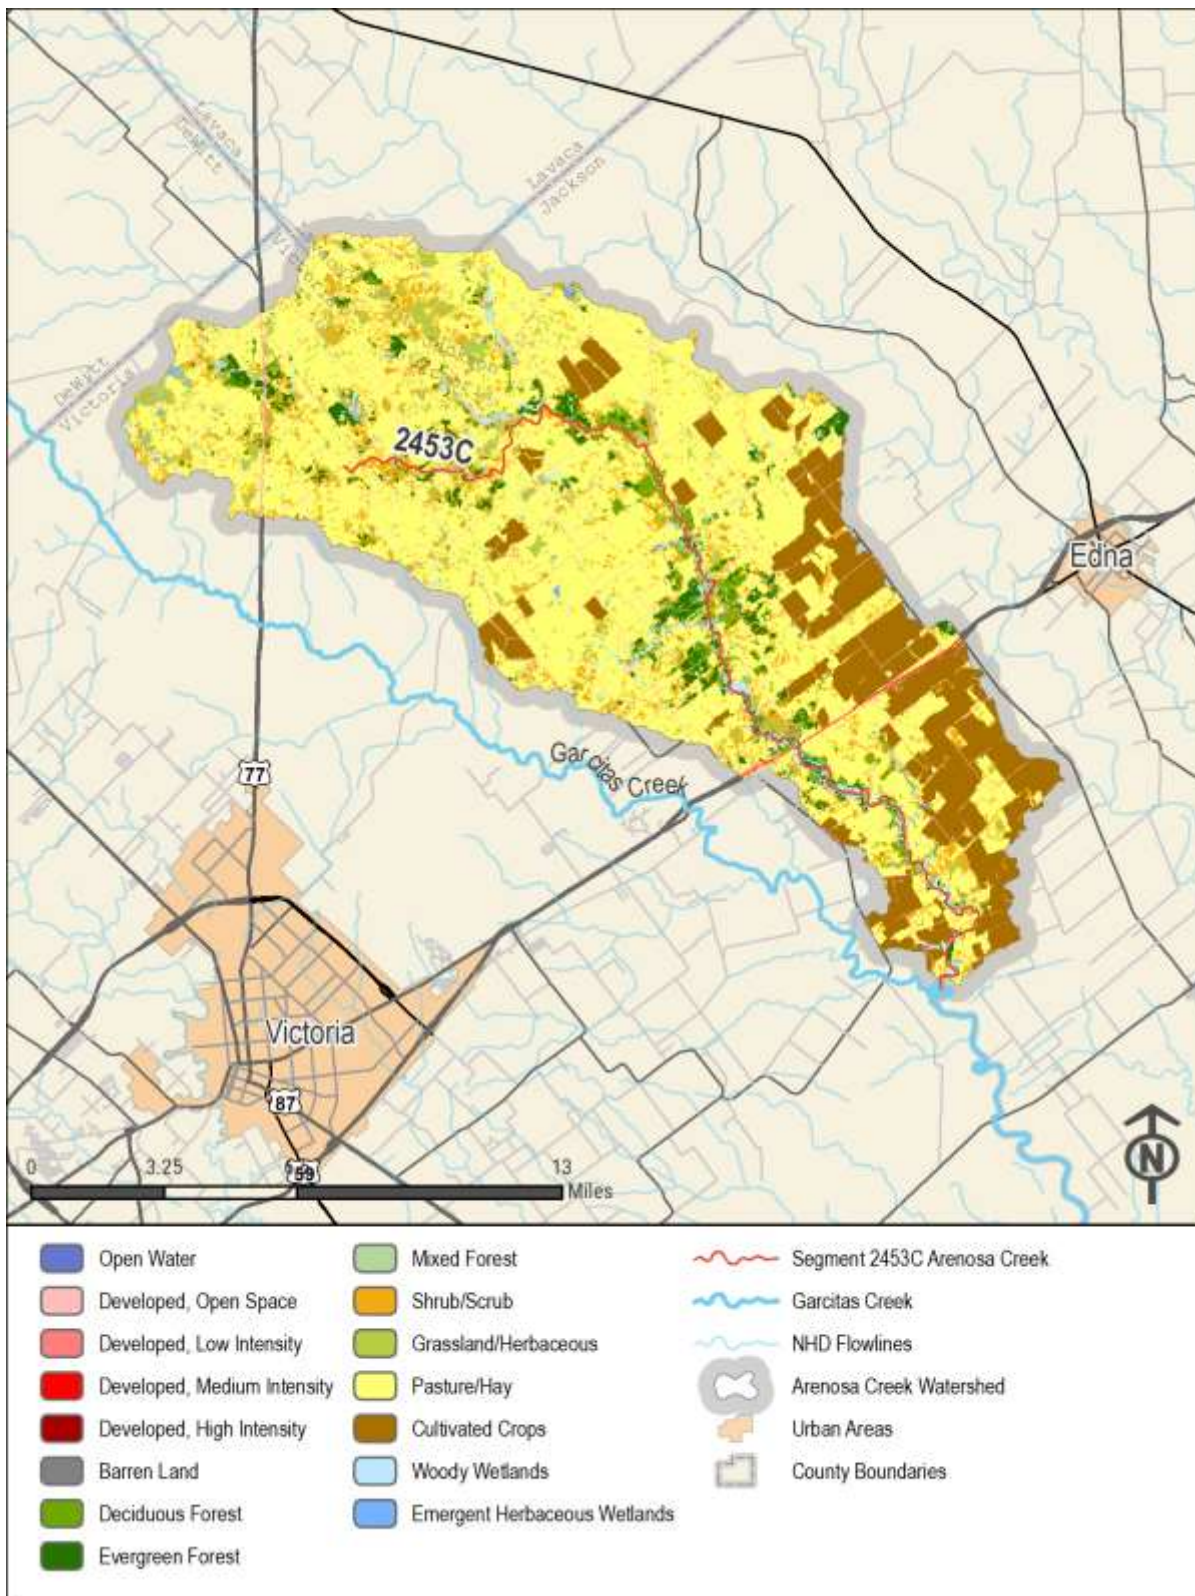 Lavaca
DeWitt
Lavaca
Jackson
DeWitt
Victoria
2453C
Edna
Garcitas Creek
77
Victoria
87
59
0
3.25
13
Miles
N
Open Water
Developed, Open Space
Developed, Low Intensity
Developed, Medium Intensity
Developed, High Intensity
Barren Land
Deciduous Forest
Evergreen Forest
Mixed Forest
Shrub/Scrub
Grassland/Herbaceous
Pasture/Hay
Cultivated Crops
Woody Wetlands
Emergent Herbaceous Wetlands
Segment 2453C Arenosa Creek
Garcitas Creek
NHD Flowlines
Arenosa Creek Watershed
Urban Areas
County Boundaries